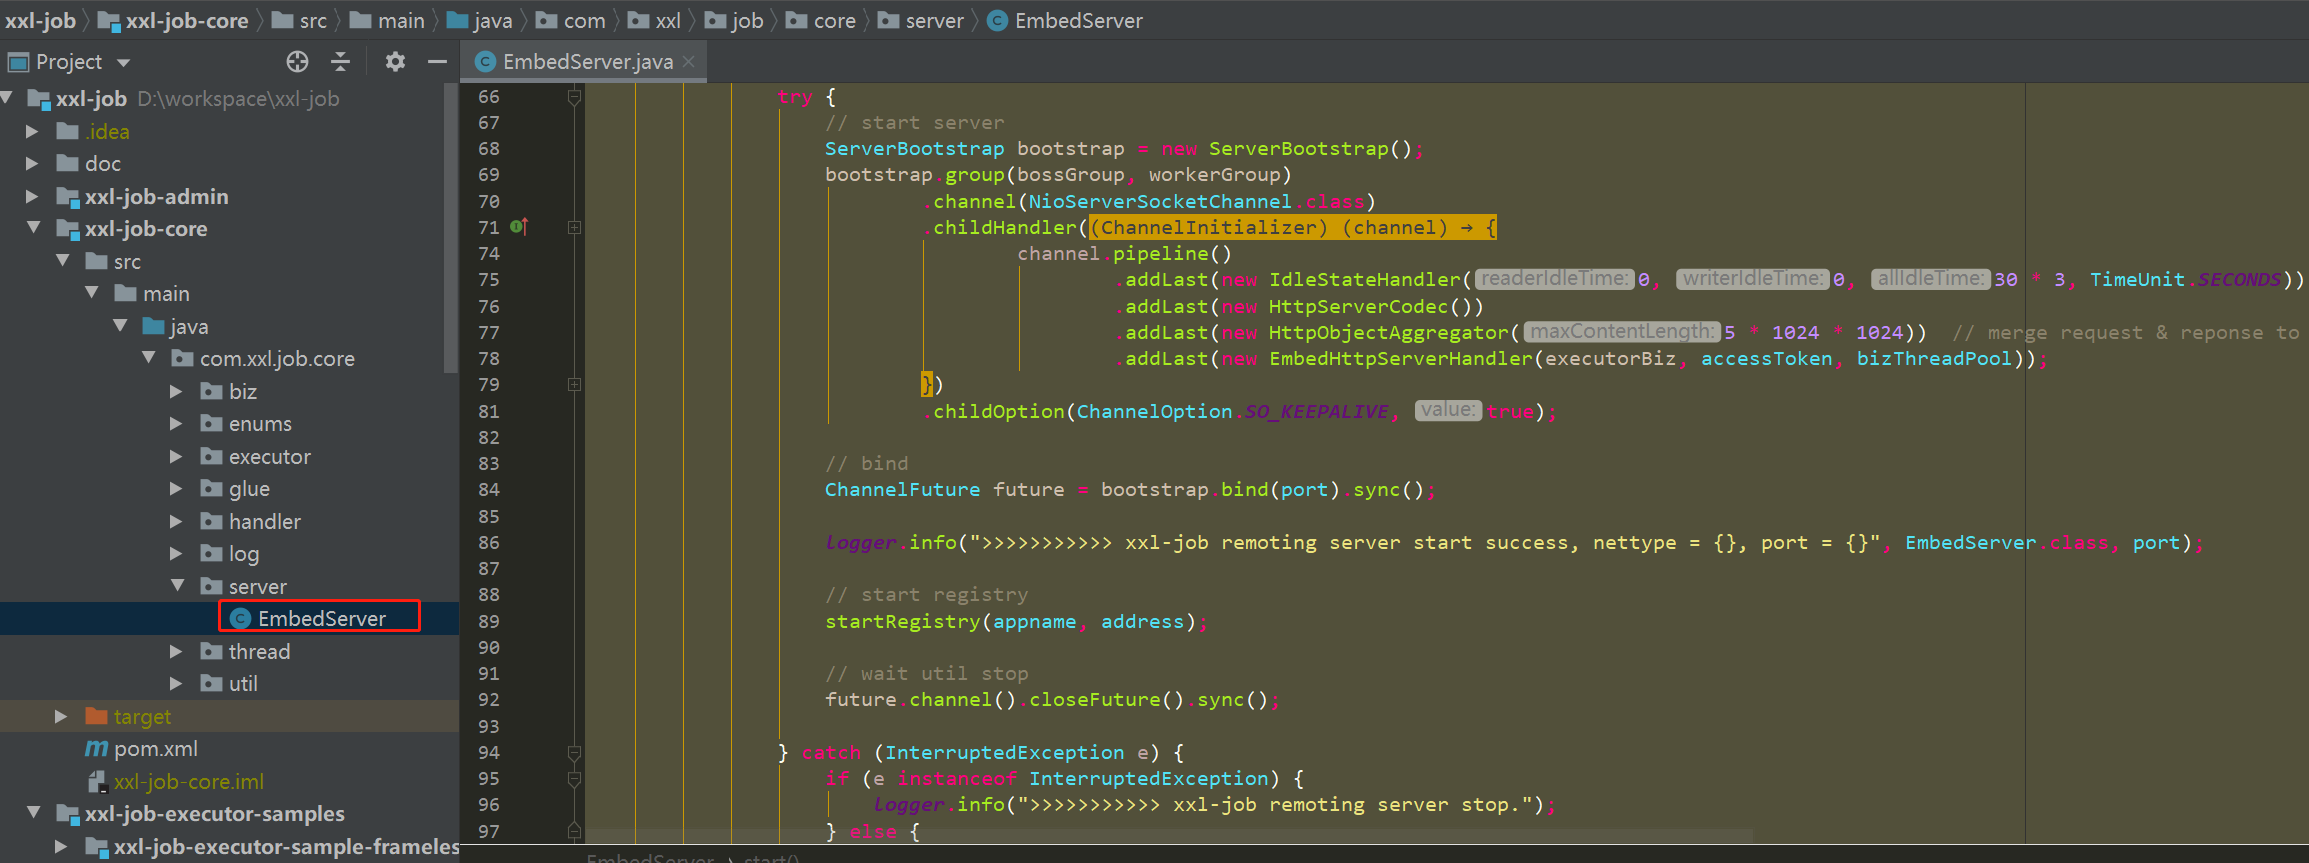 xxl-job xxl-job-core src main java com xxl job core server EmbedServer
Project
EmbedServer.java
xxl-job D:\workspace\xxl-job
.idea
doc
xxl-job-admin
xxl-job-core
src
main
java
com.xxl.job.core
biz
enums
executor
glue
handler
log
server
EmbedServer
thread
util
target
pom.xml
xxl-job-core.iml
xxl-job-executor-samples
xxl-job-executor-sample-frameles
66 try {
67 // start server
68 ServerBootstrap bootstrap = new ServerBootstrap();
69 bootstrap.group(bossGroup, workerGroup)
70 .channel(NioServerSocketChannel.class)
71 .childHandler((ChannelInitializer) (channel) → {
74 channel.pipeline()
75 .addLast(new IdleStateHandler( readerIdleTime: 0, writerIdleTime: 0, allIdleTime: 30 * 3, TimeUnit.SECONDS))
76 .addLast(new HttpServerCodec())
77 .addLast(new HttpObjectAggregator( maxContentLength: 5 * 1024 * 1024)) // merge request & reponse to
78 .addLast(new EmbedHttpServerHandler(executorBiz, accessToken, bizThreadPool));
79 })
81 .childOption(ChannelOption.SO_KEEPALIVE, value: true);
82
83 // bind
84 ChannelFuture future = bootstrap.bind(port).sync();
85
86 logger.info(">>>>>>>>>>> xxl-job remoting server start success, nettype = {}, port = {}", EmbedServer.class, port);
87
88 // start registry
89 startRegistry(appname, address);
90
91 // wait util stop
92 future.channel().closeFuture().sync();
93
94 } catch (InterruptedException e) {
95 if (e instanceof InterruptedException) {
96 logger.info(">>>>>>>>>>> xxl-job remoting server stop.");
97 } else {
EmbedServer › start()